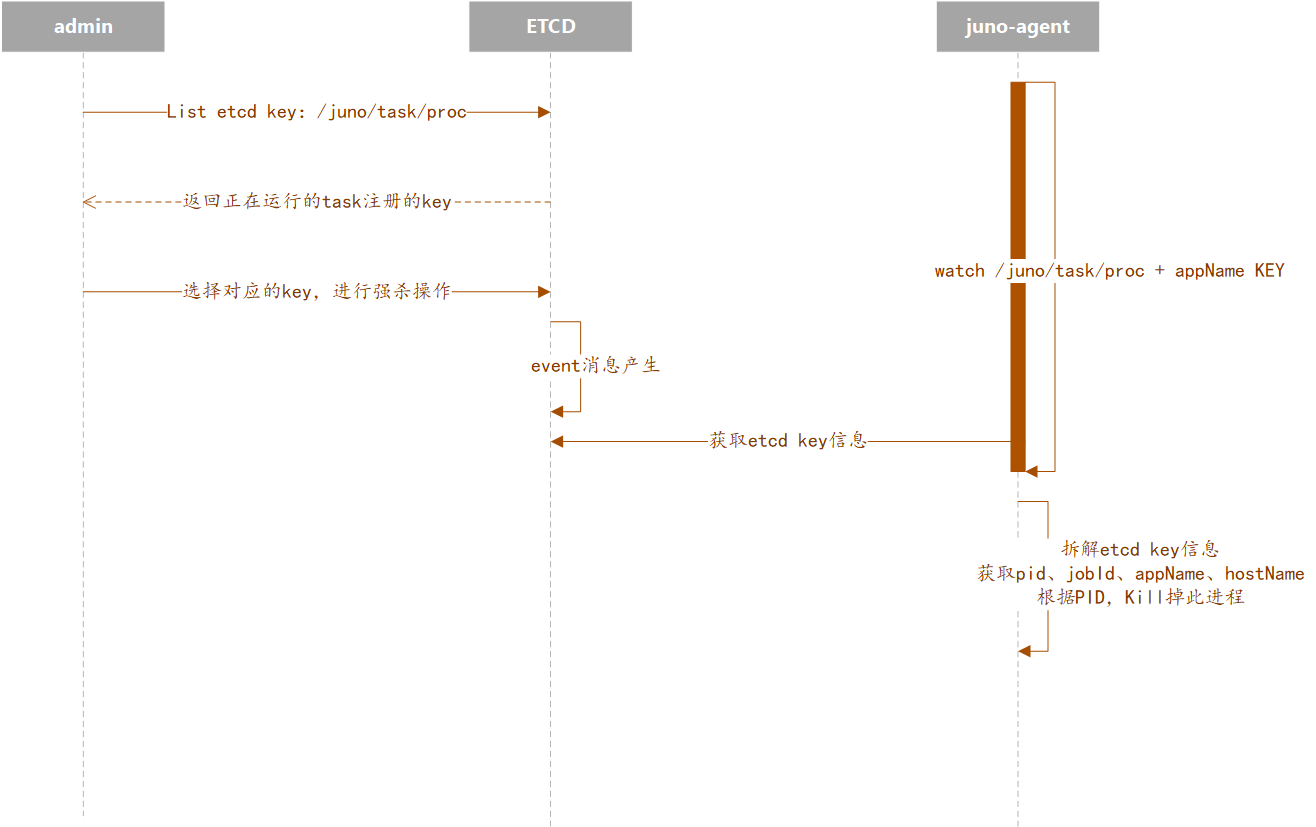 admin
ETCD
juno-agent
List etcd key: /juno/task/proc
返回正在运行的task注册的key
watch /juno/task/proc + appName KEY
选择对应的key，进行强杀操作
event消息产生
获取etcd key信息
拆解etcd key信息
获取pid、jobId、appName、hostName
根据PID，Kill掉此进程